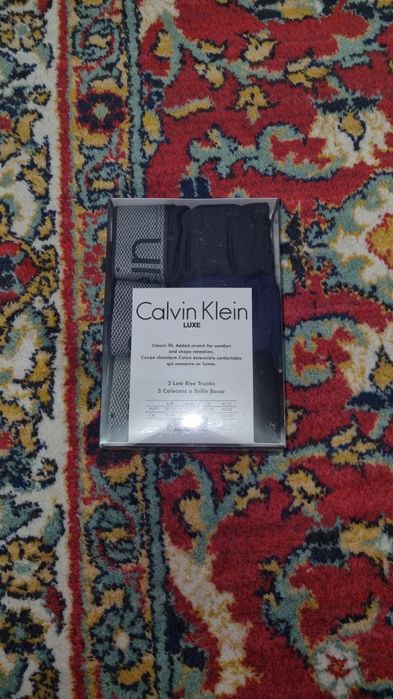 Calvin Klein
LUXE
Classic fit. Added stretch for comfort
and shape retention.
Coupe classique.Coton extensible confortable
qui conserve sa forme.
3 Low Rise Trunks
3 Calecons a Taille Basse